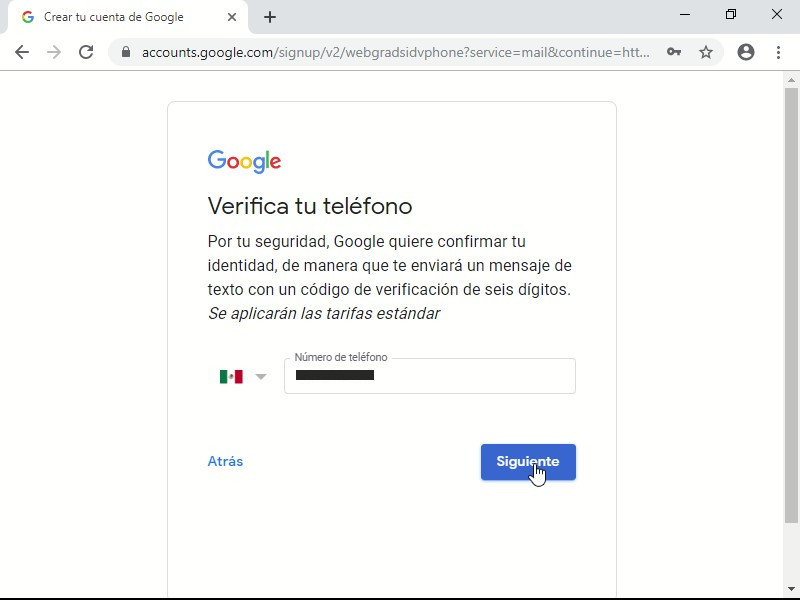 Crear tu cuenta de Google
accounts.google.com/signup/v2/webgradsidvphone?service=mail&continue=htt...
Google
Verifica tu teléfono
Por tu seguridad, Google quiere confirmar tu
identidad, de manera que te enviará un mensaje de
texto con un código de verificación de seis dígitos.
Se aplicarán las tarifas estándar
Número de teléfono
Atrás
Siguiente